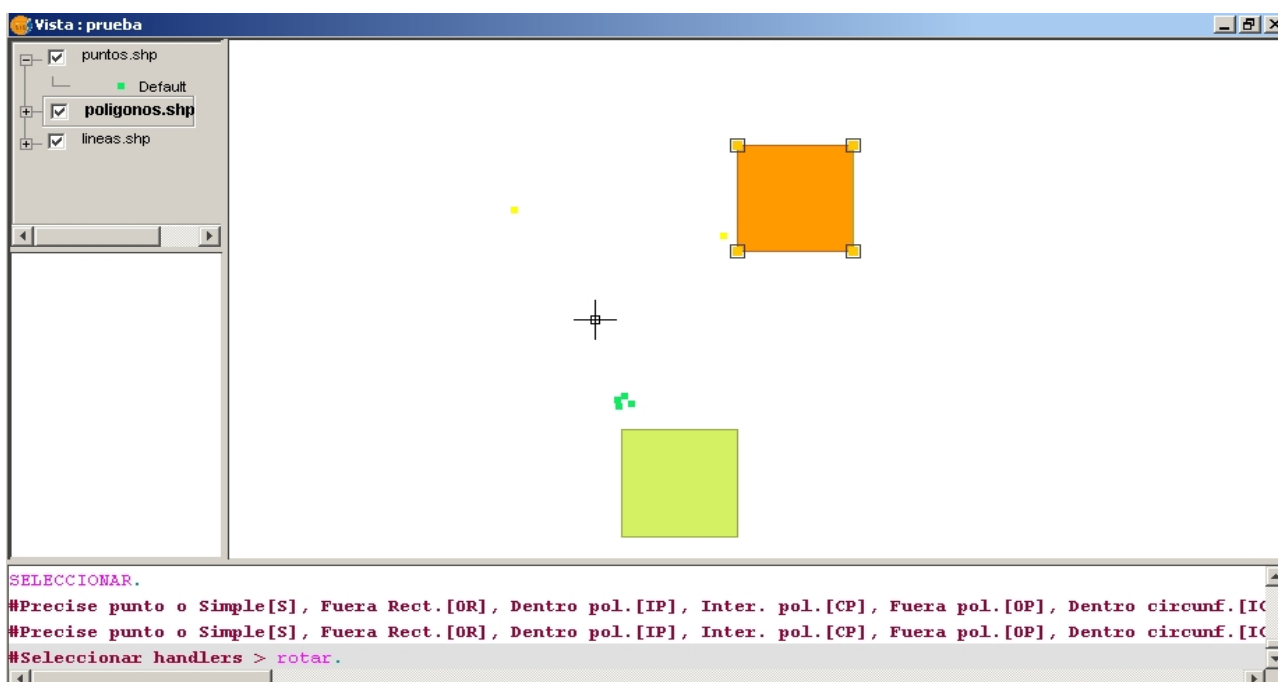 Vista : prueba
puntos.shp
Default
poligonos.shp
lineas.shp
SELECCIONAR.
#Precise punto o Simple[S], Fuera Rect.[OR], Dentro pol.[IP], Inter. pol.[CP], Fuera pol.[OP], Dentro circunf.[IC
#Precise punto o Simple[S], Fuera Rect.[OR], Dentro pol.[IP], Inter. pol.[CP], Fuera pol.[OP], Dentro circunf.[IC
#Seleccionar handlers > rotar.